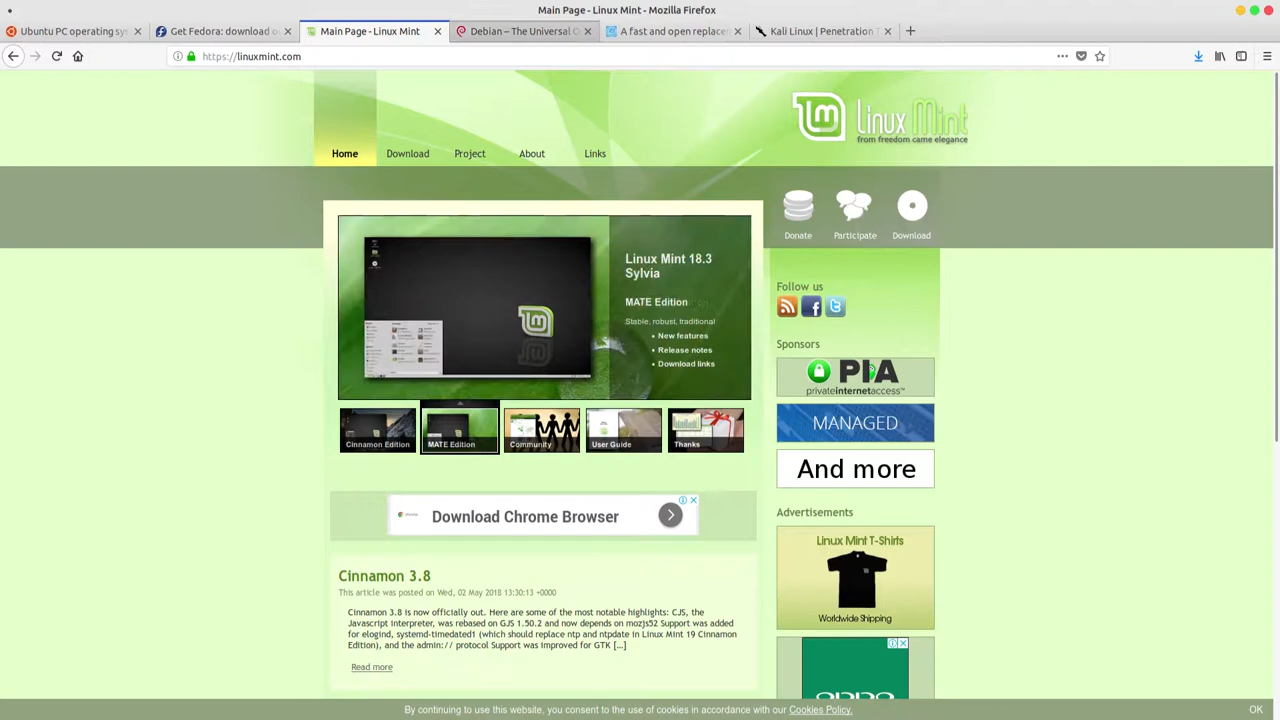 Main Page - Linux Mint - Mozilla Firefox
Ubuntu PC operating sy
Get Fedora: download o
Main Page - Linux Mint
Debian – The Universal O
A fast and open replace
Kali Linux | Penetration T
https://linuxmint.com
Linux Mint
from freedom came elegance
Home
Download
Project
About
Links
Donate
Participate
Download
Linux Mint 18.3
Sylvia
MATE Edition
Stable, robust, traditional
• New features
• Release notes
• Download links
Cinnamon Edition
MATE Edition
Community
User Guide
Thanks
Download Chrome Browser
Cinnamon 3.8
This article was posted on Wed, 02 May 2018 13:30:13 +0000
Cinnamon 3.8 is now officially out. Here are some of the most notable highlights: CJS, the
Javascript interpreter, was rebased on GJS 1.50.2 and now depends on mozjs52 Support was added
for elogind, systemd-timedated1 (which should replace ntp and ntpdate in Linux Mint 19 Cinnamon
Edition), and the admin:// protocol Support was improved for GTK [...]
Read more
Follow us
Sponsors
PIA
privateinternetaccess™
MANAGED
And more
Advertisements
Linux Mint T-Shirts
Worldwide Shipping
oppo
By continuing to use this website, you consent to the use of cookies in accordance with our Cookies Policy.
OK